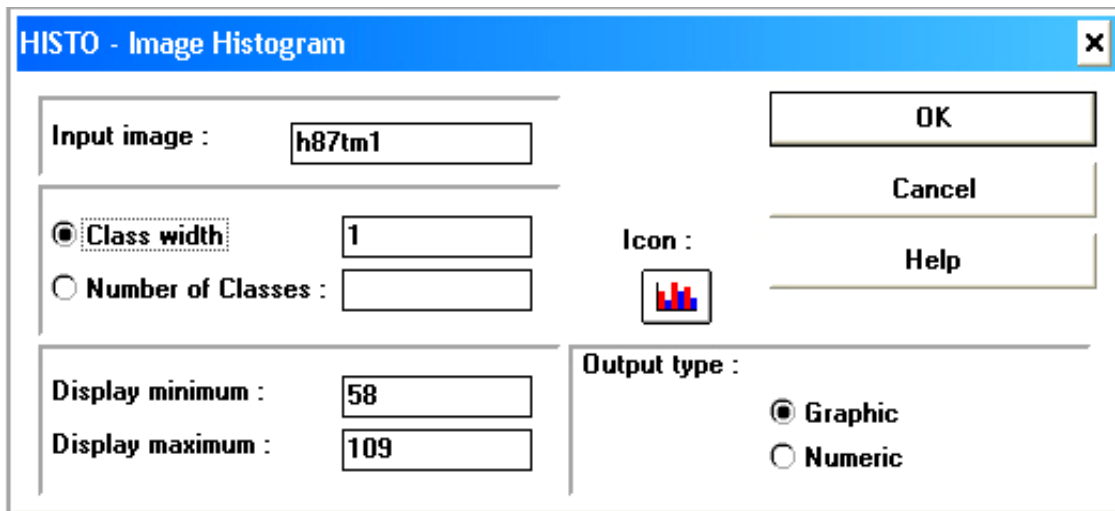 HISTO - Image Histogram
Input image :
h87tm1
OK
Cancel
Help
Class width
1
Number of Classes :
Icon :
Display minimum :
58
Display maximum :
109
Output type :
Graphic
Numeric